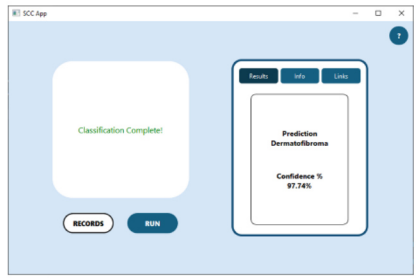 SCC App
?
Classification Complete!
RECORDS
RUN
Results Info Links
Prediction
Dermatofibroma
Confidence %
97.74%